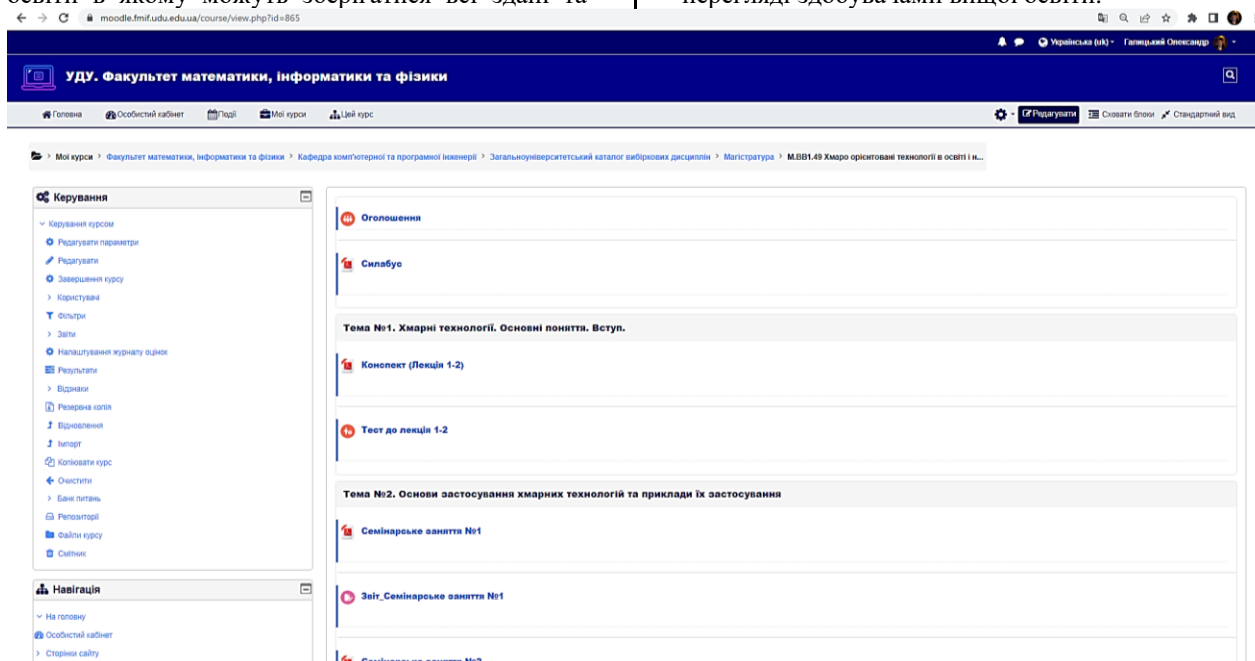 освіти в якому можуть зберігатися всі здані та
перегляді здобувачами вищої освіти.
moodle.fmif.udu.edu.ua/course/view.php?id=865
Українська (uk) Галицький Олександр
УДУ. Факультет математики, інформатики та фізики
Головна Особистий кабінет Події Мої курси Цей курс
Редагувати Сховати блоки Стандартний вид
Мої курси > Факультет математики, інформатики та фізики > Кафедра комп'ютерної та програмної інженерії > Загальноуніверситетський каталог вибіркових дисциплін > Магістратура > М.ВВ1.49 Хмаро орієнтовані технології в освіті і н...
Керування
Керування курсом
Редагувати параметри
Редагувати
Завершення курсу
Користувачі
Фільтри
Звіти
Налаштування журналу оцінок
Результати
Відзнаки
Резервна копія
Відновлення
Імпорт
Копіювати курс
Очистити
Банк питань
Репозиторії
Файли курсу
Смітник
Навігація
На головну
Особистий кабінет
Сторінки сайту
Оголошення
Силабус
Тема №1. Хмарні технології. Основні поняття. Вступ.
Конспект (Лекція 1-2)
Тест до лекція 1-2
Тема №2. Основи застосування хмарних технологій та приклади їх застосування
Семінарське заняття №1
Звіт_Семінарське заняття №1
Семінарське заняття №2